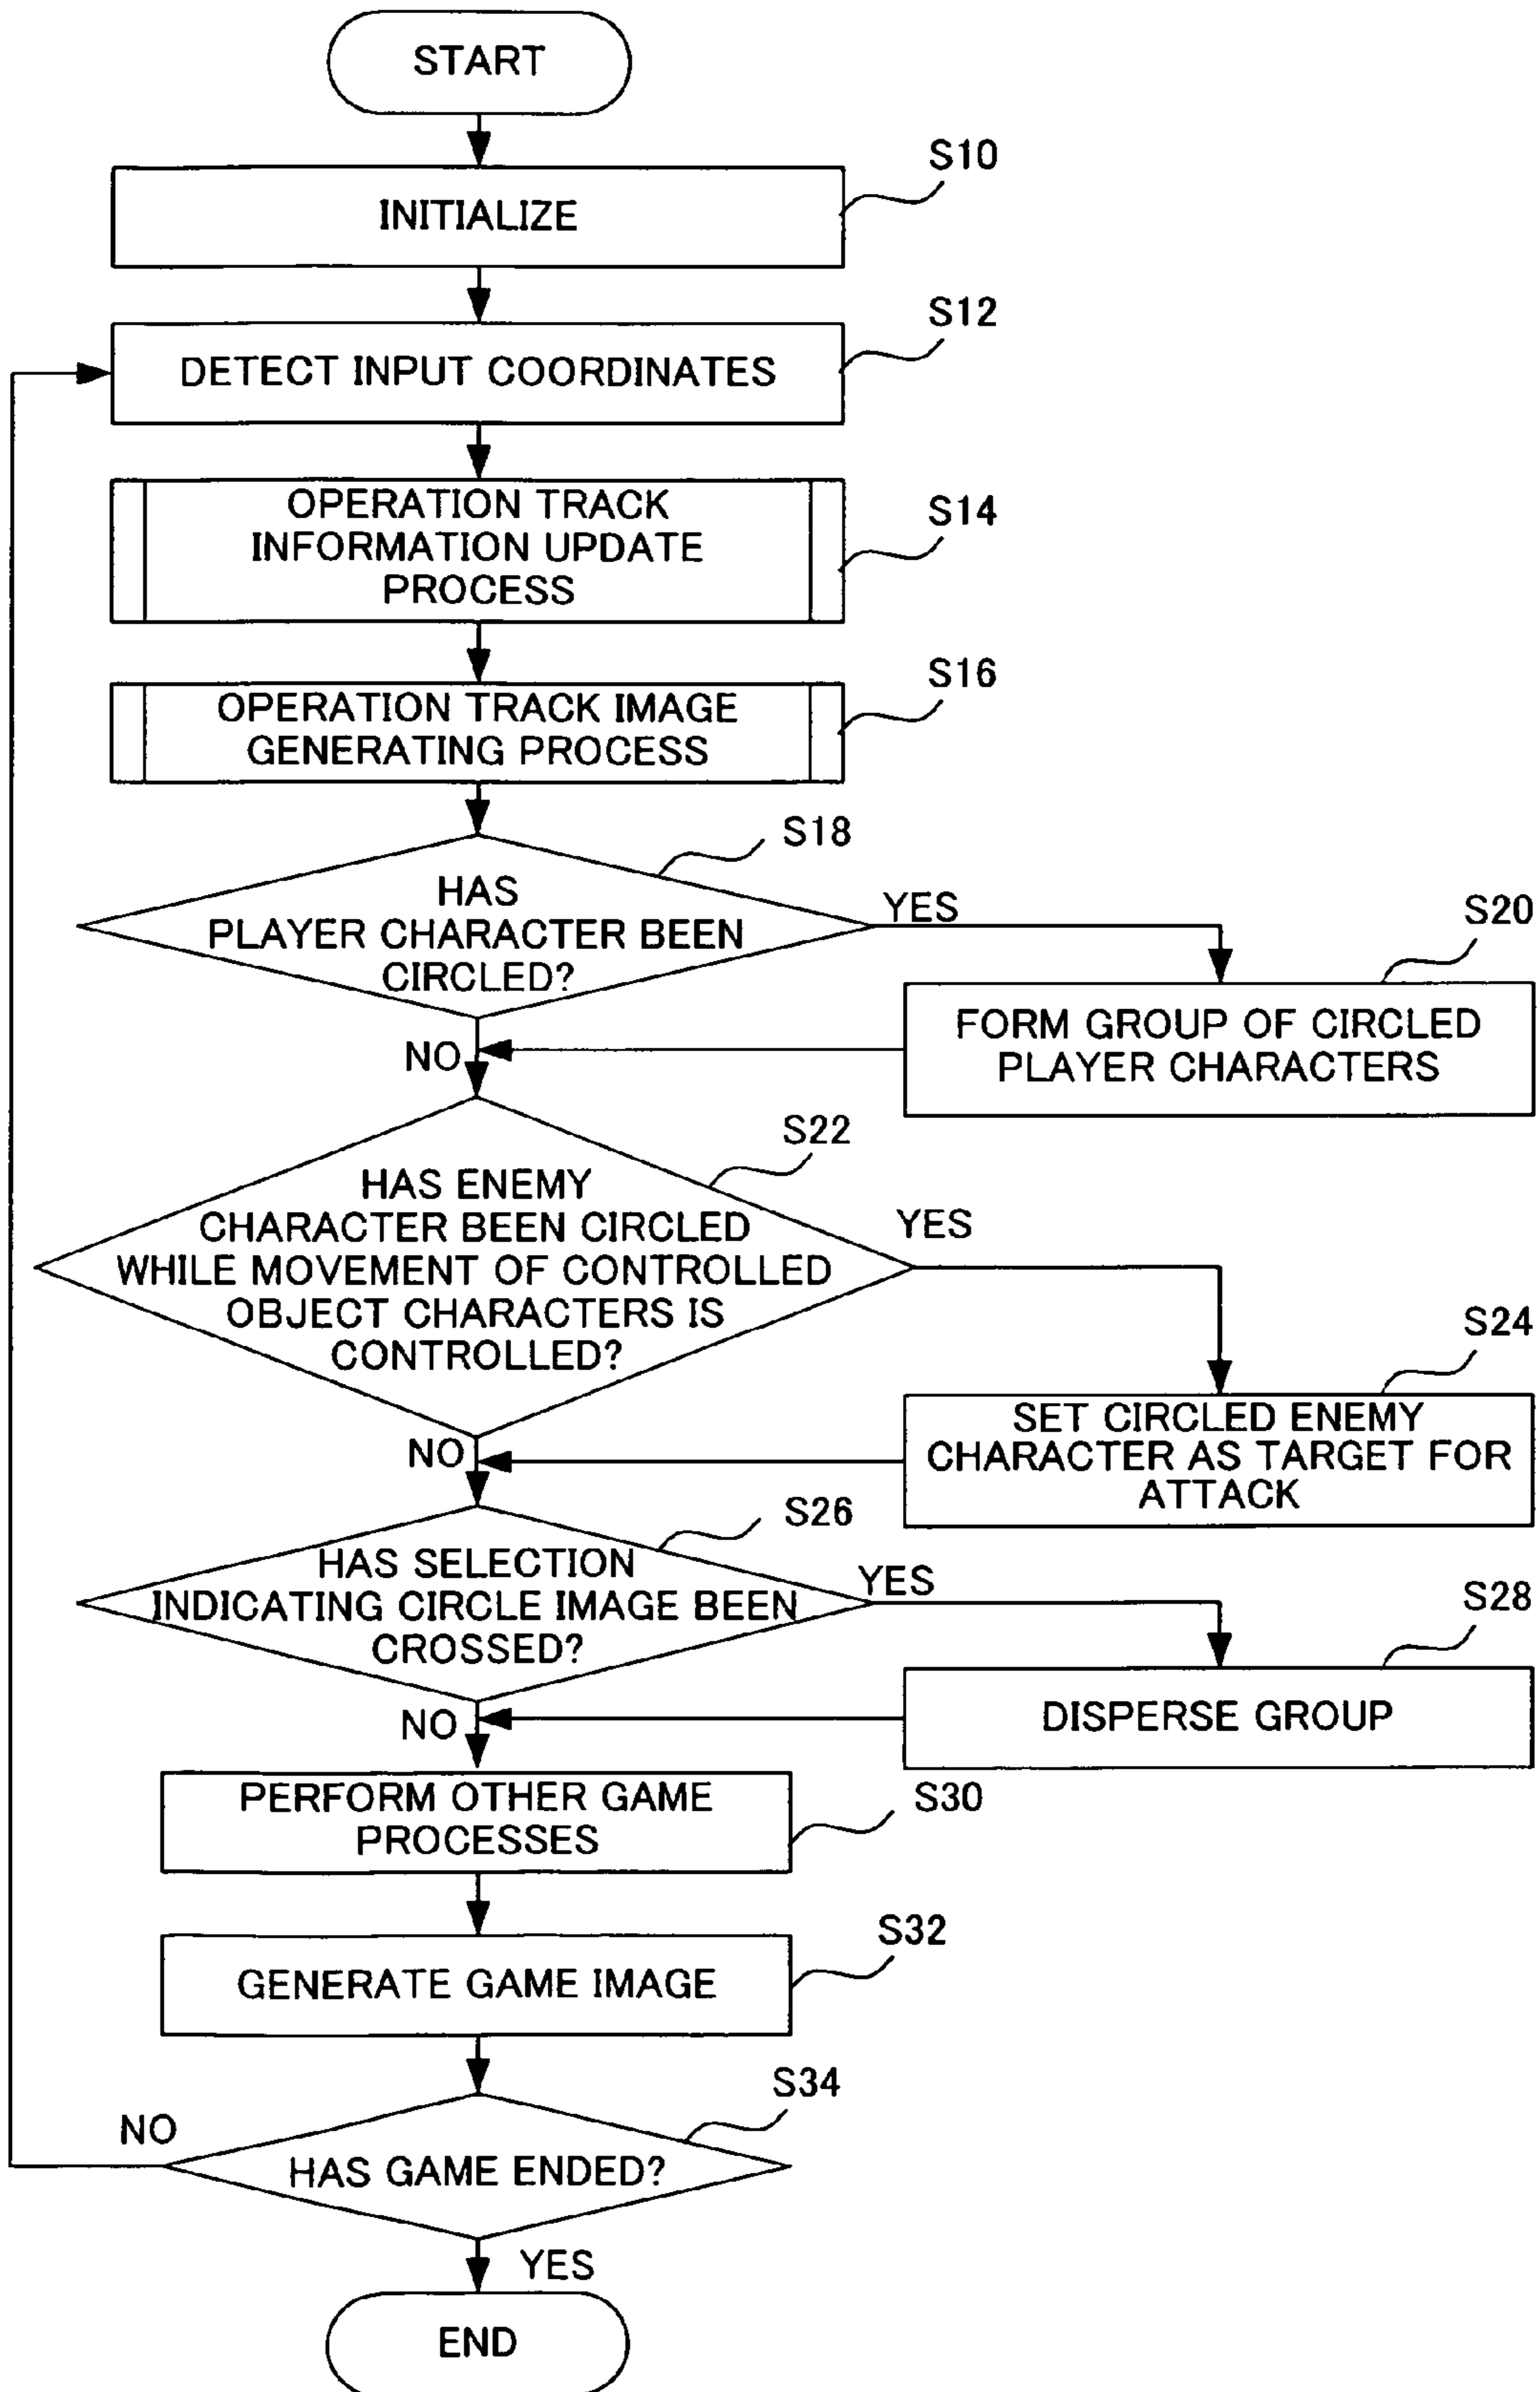 START
S10
INITIALIZE
S12
DETECT INPUT COORDINATES
OPERATION TRACK
INFORMATION UPDATE
PROCESS
S14
S16
OPERATION TRACK IMAGE
GENERATING PROCESS
S18
HAS
PLAYER CHARACTER BEEN
CIRCLED?
YES
S20
FORM GROUP OF CIRCLED
PLAYER CHARACTERS
NO
S22
HAS ENEMY
CHARACTER BEEN CIRCLED
WHILE MOVEMENT OF CONTROLLED
OBJECT CHARACTERS IS
CONTROLLED?
YES
S24
SET CIRCLED ENEMY
CHARACTER AS TARGET FOR
ATTACK
NO
S26
HAS SELECTION
INDICATING CIRCLE IMAGE BEEN
CROSSED?
YES
S28
DISPERSE GROUP
NO
PERFORM OTHER GAME
PROCESSES
S30
S32
GENERATE GAME IMAGE
S34
NO
HAS GAME ENDED?
YES
END